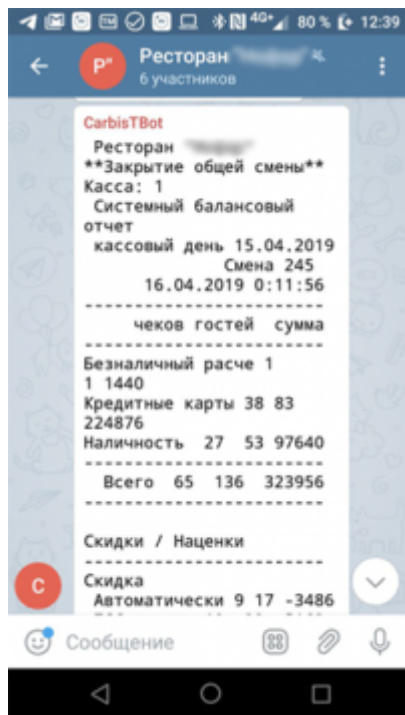 4G+ 80 % 12:39
Р"
Ресторан
6 участников
CarbisTBot
Ресторан
**Закрытие общей смены**
Касса: 1
Системный балансовый
отчет
кассовый день 15.04.2019
Смена 245
16.04.2019 0:11:56
------------------------
чеков гостей сумма
------------------------
Безналичный расче 1
1 1440
Кредитные карты 38 83
224876
Наличность 27 53 97640
------------------------
Всего 65 136 323956
------------------------
Скидки / Наценки
------------------------
Скидка
Автоматически 9 17 -3486
C
Сообщение